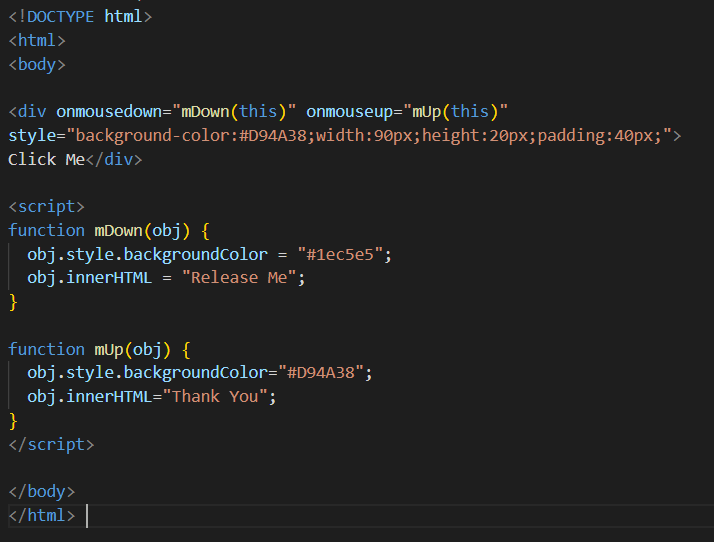 <!DOCTYPE html>
<html>
<body>

<div onmousedown="mDown(this)" onmouseup="mUp(this)"
style="background-color:#D94A38;width:90px;height:20px;padding:40px;">
Click Me</div>

<script>
function mDown(obj) {
  obj.style.backgroundColor = "#1ec5e5";
  obj.innerHTML = "Release Me";
}

function mUp(obj) {
  obj.style.backgroundColor="#D94A38";
  obj.innerHTML="Thank You";
}
</script>

</body>
</html>